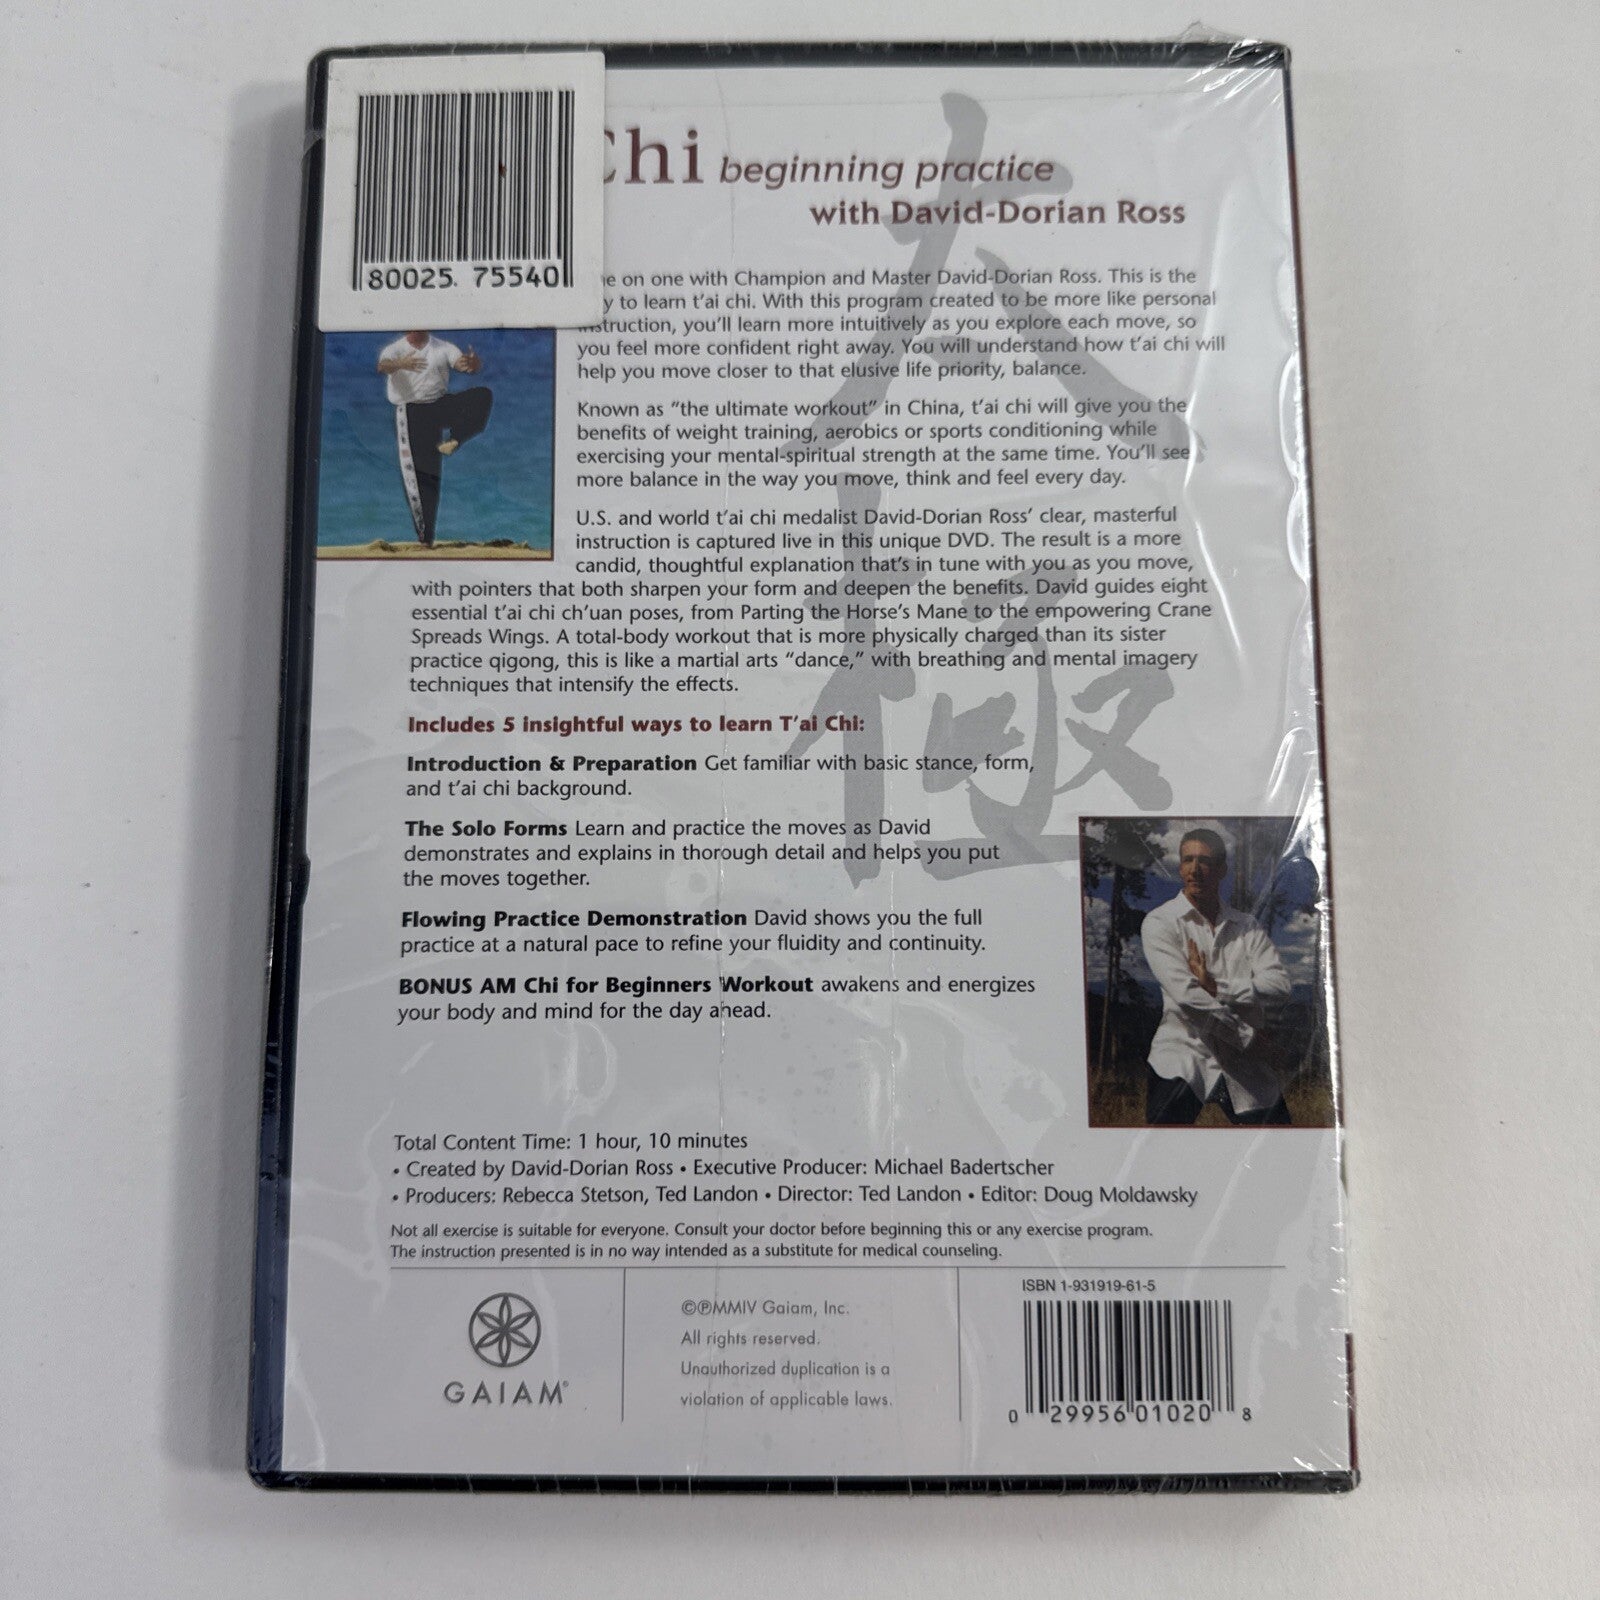 80025 75540
Chi beginning practice
with David-Dorian Ross
on one with Champion and Master David-Dorian Ross. This is the
to learn t'ai chi. With this program created to be more like personal
instruction, you'll learn more intuitively as you explore each move, so
you feel more confident right away. You will understand how t'ai chi will
help you move closer to that elusive life priority, balance.
Known as "the ultimate workout" in China, t'ai chi will give you the
benefits of weight training, aerobics or sports conditioning while
exercising your mental-spiritual strength at the same time. You'll see
more balance in the way you move, think and feel every day.
U.S. and world t'ai chi medalist David-Dorian Ross' clear, masterful
instruction is captured live in this unique DVD. The result is a more
candid, thoughtful explanation that's in tune with you as you move,
with pointers that both sharpen your form and deepen the benefits. David guides eight
essential t'ai chi ch'uan poses, from Parting the Horse's Mane to the empowering Crane
Spreads Wings. A total-body workout that is more physically charged than its sister
practice qigong, this is like a martial arts "dance," with breathing and mental imagery
techniques that intensify the effects.
Includes 5 insightful ways to learn T'ai Chi:
Introduction & Preparation Get familiar with basic stance, form,
and t'ai chi background.
The Solo Forms Learn and practice the moves as David
demonstrates and explains in thorough detail and helps you put
the moves together.
Flowing Practice Demonstration David shows you the full
practice at a natural pace to refine your fluidity and continuity.
BONUS AM Chi for Beginners Workout awakens and energizes
your body and mind for the day ahead.
太極
Total Content Time: 1 hour, 10 minutes
• Created by David-Dorian Ross • Executive Producer: Michael Badertscher
• Producers: Rebecca Stetson, Ted Landon • Director: Ted Landon • Editor: Doug Moldawsky
Not all exercise is suitable for everyone. Consult your doctor before beginning this or any exercise program.
The instruction presented is in no way intended as a substitute for medical counseling.
GAIAM®
©℗MMIV Gaiam, Inc.
All rights reserved.
Unauthorized duplication is a
violation of applicable laws.
ISBN 1-931919-61-5
0 29956 01020 8